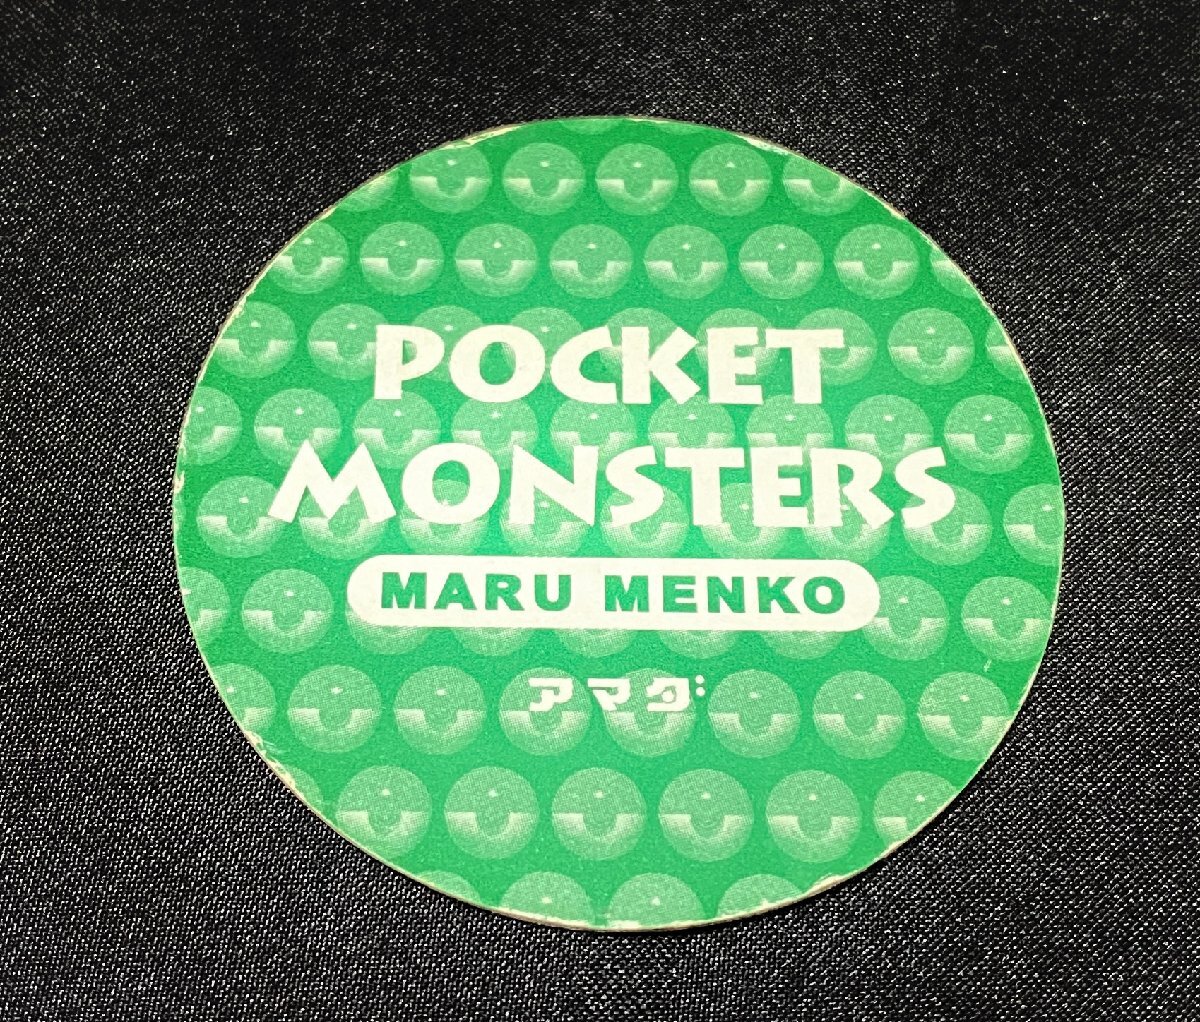 POCKET
MONSTERS
MARU MENKO
アマダ